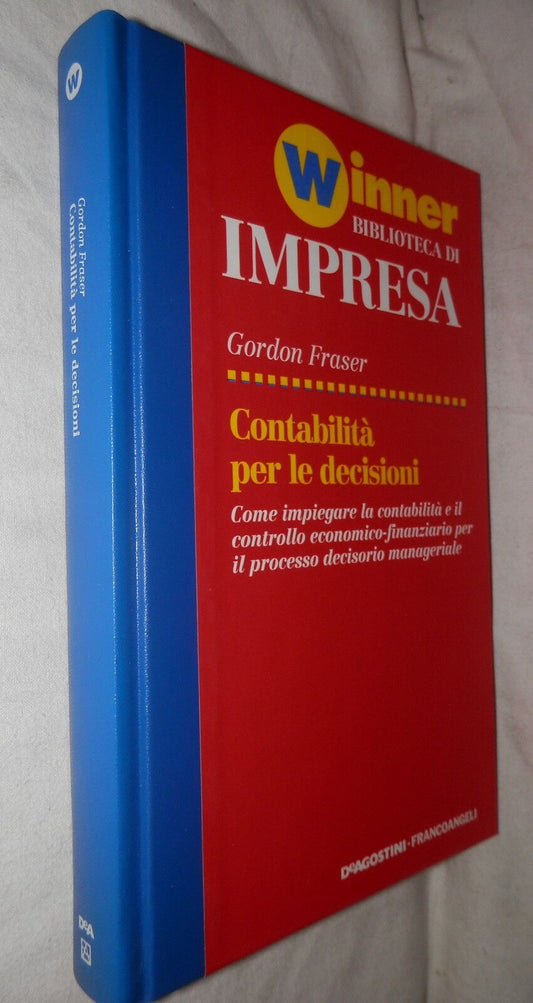 W
Gordon Fraser
Contabilità per le decisioni
DeA
Winner
BIBLIOTECA DI
IMPRESA
Gordon Fraser
Contabilità
per le decisioni
Come impiegare la contabilità e il
controllo economico-finanziario per
il processo decisorio manageriale
DeAGOSTINI-FRANCOANGELI